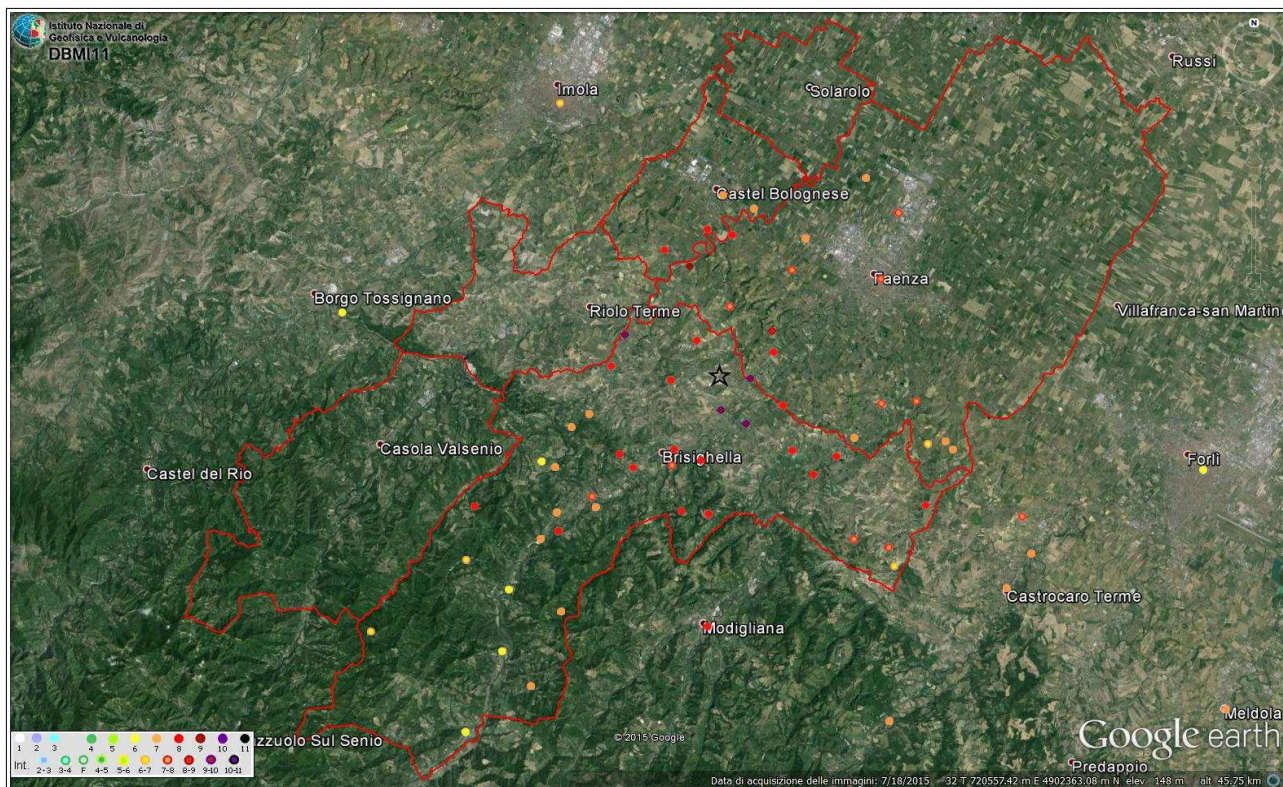 Istituto Nazionale di
Geofisica e Vulcanologia
DBMI11
N
Russi
Imola
Solarolo
Castel Bolognese
Faenza
Borgo Tossignano
Riolo Terme
Villafranca-san Martino
Casola Valsenio
Brisighella
Castel del Rio
Forlì
Castrocaro Terme
Modigliana
Meldola
azzuolo Sul Senio
© 2015 Google
Google earth
Predappio
1 2 3 4 5 6 7 8 9 10 11
Int. 2-3 3-4 F 4-5 5-6 6-7 7-8 8-9 9-10 10-11
Data di acquisizione delle immagini: 7/18/2015 32 T 720557.42 m E 4902363.08 m N elev 148 m alt 45.75 km